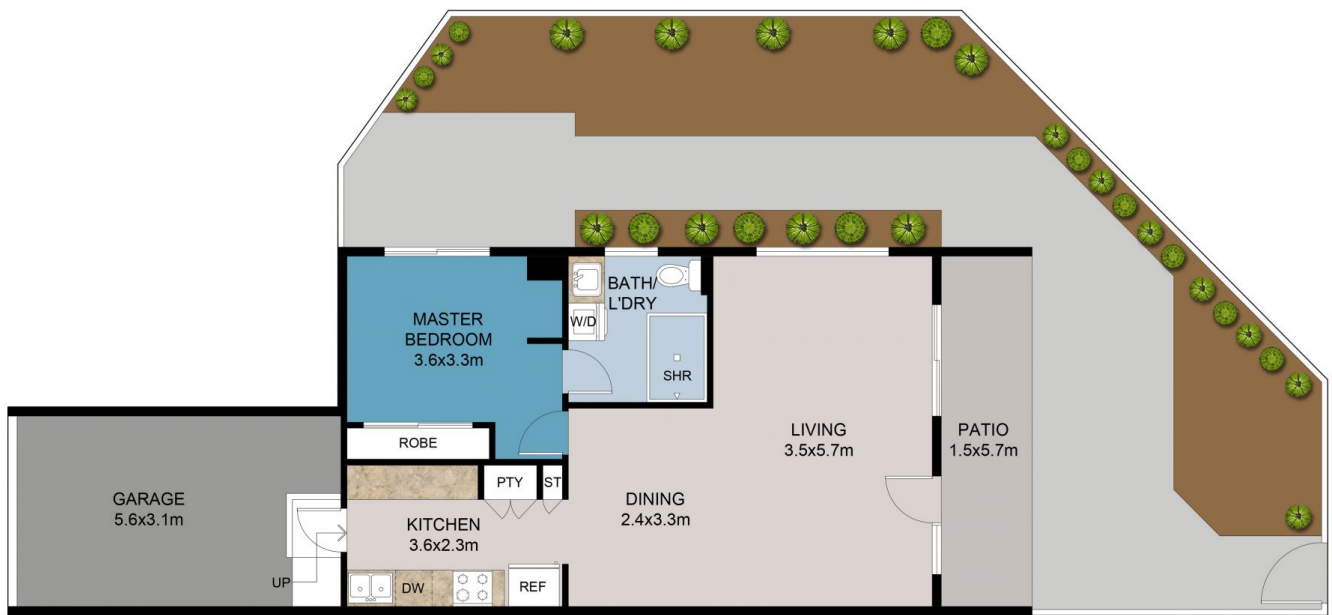 BATH/
L'DRY
MASTER
BEDROOM
3.6x3.3m
W/D
SHR
ROBE
LIVING
3.5x5.7m
PATIO
1.5x5.7m
GARAGE
5.6x3.1m
PTY
ST
DINING
2.4x3.3m
KITCHEN
3.6x2.3m
UP
DW
REF